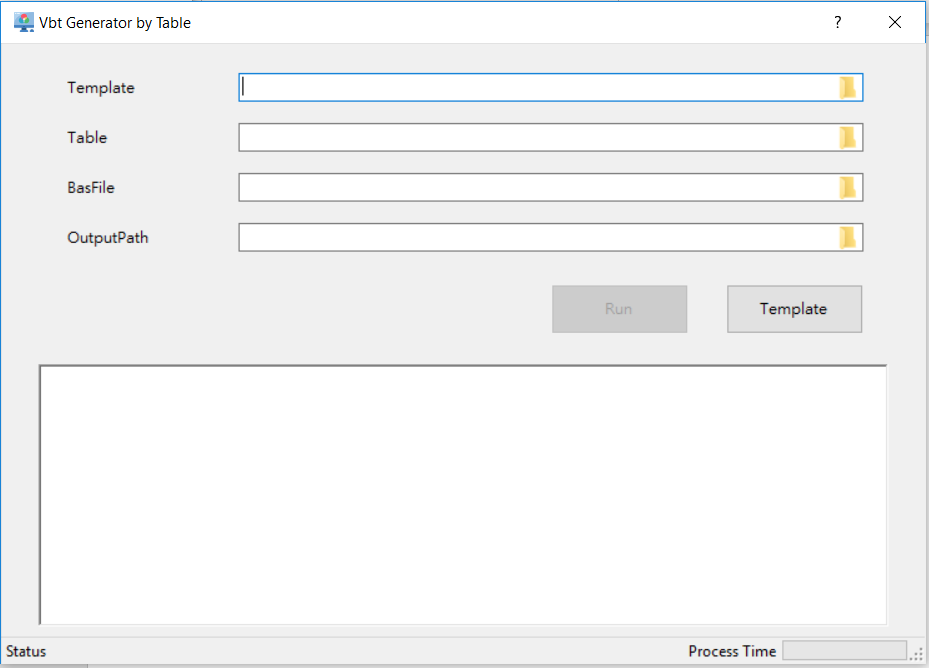 Vbt Generator by Table
?
Template
Table
BasFile
OutputPath
Run
Template
Status
Process Time